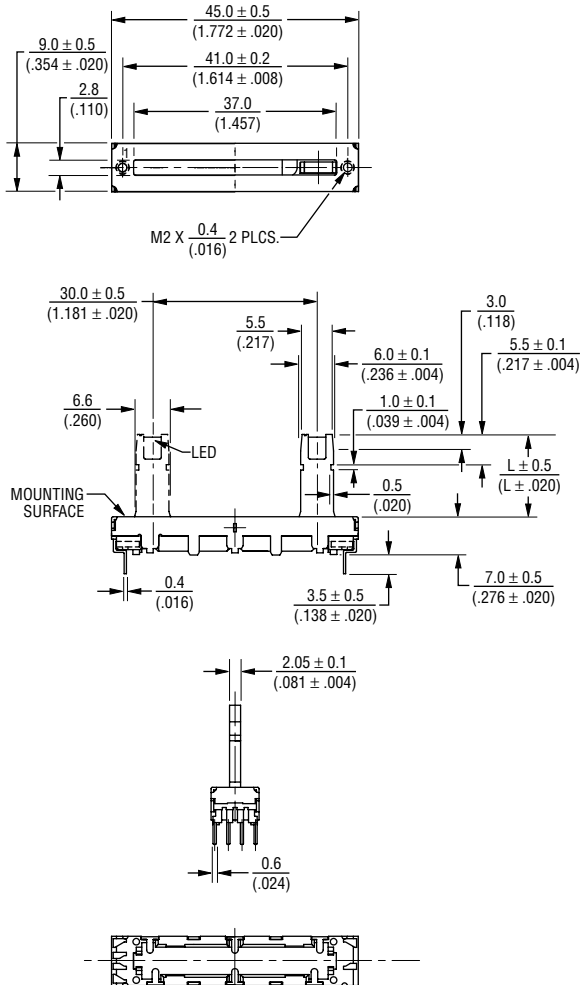 45.0 ± 0.5
(1.772 ± .020)
9.0 ± 0.5
(.354 ± .020)
41.0 ± 0.2
(1.614 ± .008)
2.8
(.110)
37.0
(1.457)
1
M2 X 0.4 (.016) 2 PLCS.
30.0 ± 0.5
(1.181 ± .020)
3.0
(.118)
5.5
(.217)
5.5 ± 0.1
(.217 ± .004)
6.0 ± 0.1
(.236 ± .004)
6.6
(.260)
1.0 ± 0.1
(.039 ± .004)
LED
L ± 0.5
(L ± .020)
MOUNTING
SURFACE
0.5
(.020)
0.4
(.016)
3.5 ± 0.5
(.138 ± .020)
7.0 ± 0.5
(.276 ± .020)
2.05 ± 0.1
(.081 ± .004)
0.6
(.024)